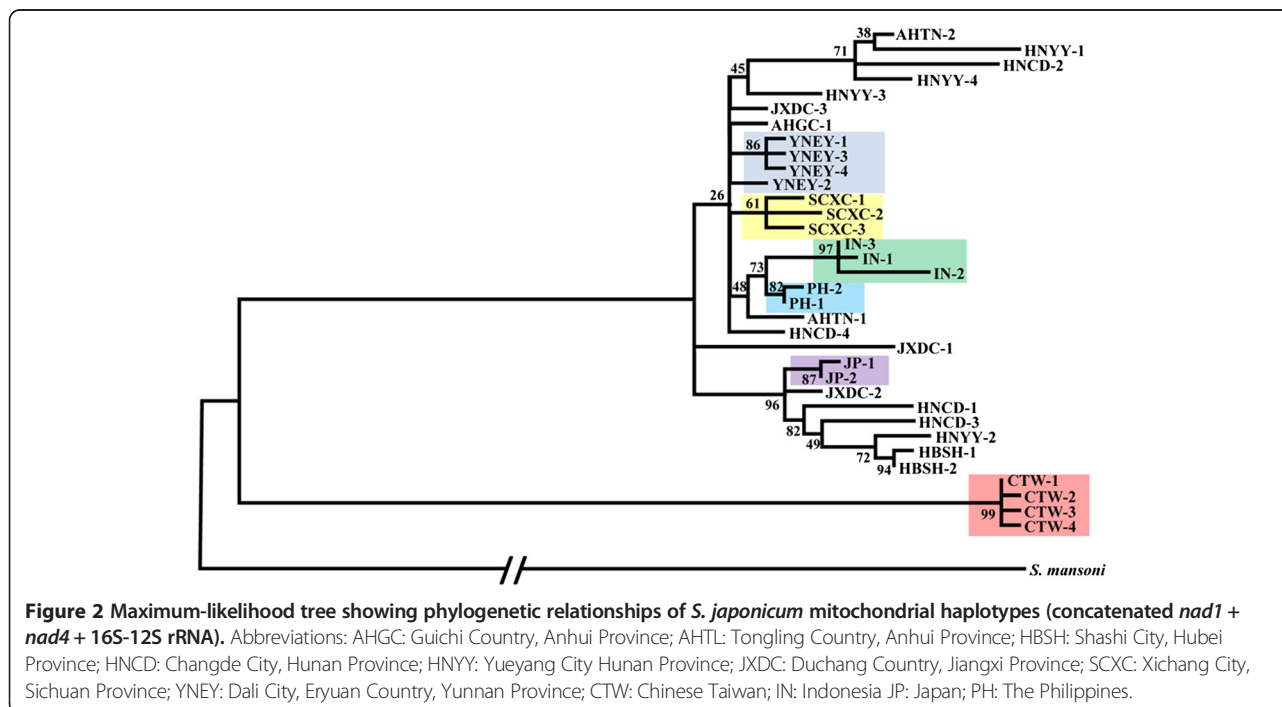 38
AHTN-2
HNYY-1
71
HNCD-2
45
HNYY-4
HNYY-3
JXDC-3
AHGC-1
YNEY-1
86
YNEY-3
YNEY-4
YNEY-2
26
SCXC-1
61
SCXC-2
SCXC-3
IN-3
97
IN-1
73
IN-2
48
82
PH-2
PH-1
AHTN-1
HNCD-4
JXDC-1
JP-1
87
JP-2
JXDC-2
96
HNCD-1
82
HNCD-3
49
HNYY-2
72
HBSH-1
94
HBSH-2
CTW-1
CTW-2
99
CTW-3
CTW-4
S. mansoni
Figure 2 Maximum-likelihood tree showing phylogenetic relationships of S. japonicum mitochondrial haplotypes (concatenated nad1 +
nad4 + 16S-12S rRNA). Abbreviations: AHGC: Guichi Country, Anhui Province; AHTL: Tongling Country, Anhui Province; HBSH: Shashi City, Hubei
Province; HNCD: Changde City, Hunan Province; HNYY: Yueyang City Hunan Province; JXDC: Duchang Country, Jiangxi Province; SCXC: Xichang City,
Sichuan Province; YNEY: Dali City, Eryuan Country, Yunnan Province; CTW: Chinese Taiwan; IN: Indonesia JP: Japan; PH: The Philippines.